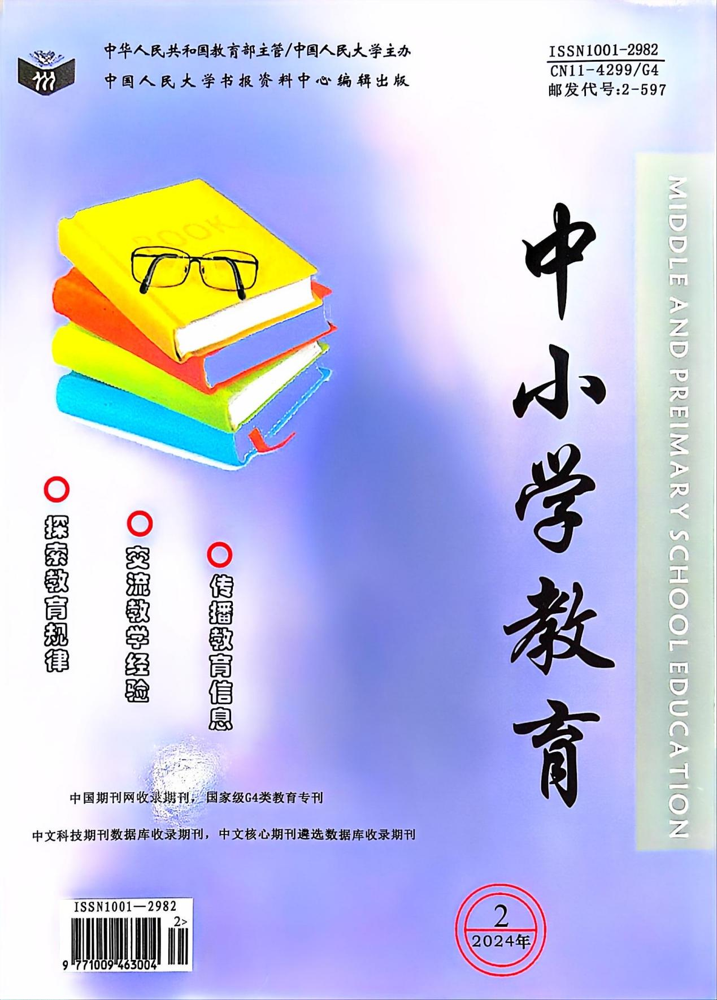 中华人民共和国教育部主管/中国人民大学主办
中国人民大学书报资料中心编辑出版
ISSN1001-2982
CN11-4299/G4
邮发代号:2-597
BOOK
中小学教育
MIDDLE AND PREIMARY SCHOOL EDUCATION
探索教育规律
交流教学经验
传播教育信息
中国期刊网收录期刊，国家级G4类教育专刊
中文科技期刊数据库收录期刊，中文核心期刊遴选数据库收录期刊
ISSN1001—2982
2>
9 771009 463004
2
2024年